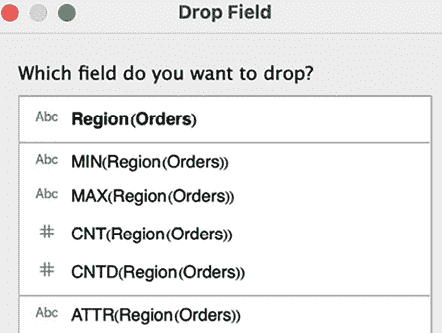 Drop Field
Which field do you want to drop?
Abc Region(Orders)
Abc MIN(Region(Orders))
Abc MAX(Region(Orders))
# CNT(Region(Orders))
# CNTD(Region(Orders))
Abc ATTR(Region(Orders))